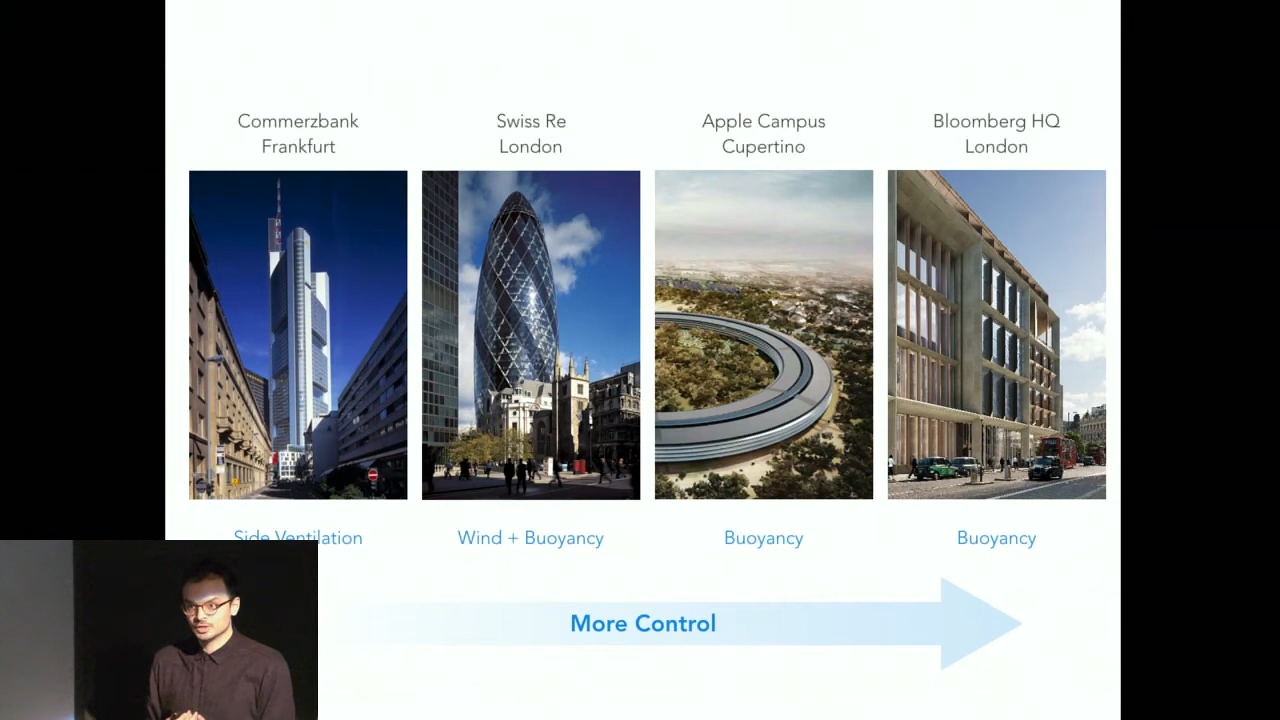 Commerzbank
Frankfurt
Swiss Re
London
Apple Campus
Cupertino
Bloomberg HQ
London
Side Ventilation
Wind + Buoyancy
Buoyancy
Buoyancy
More Control